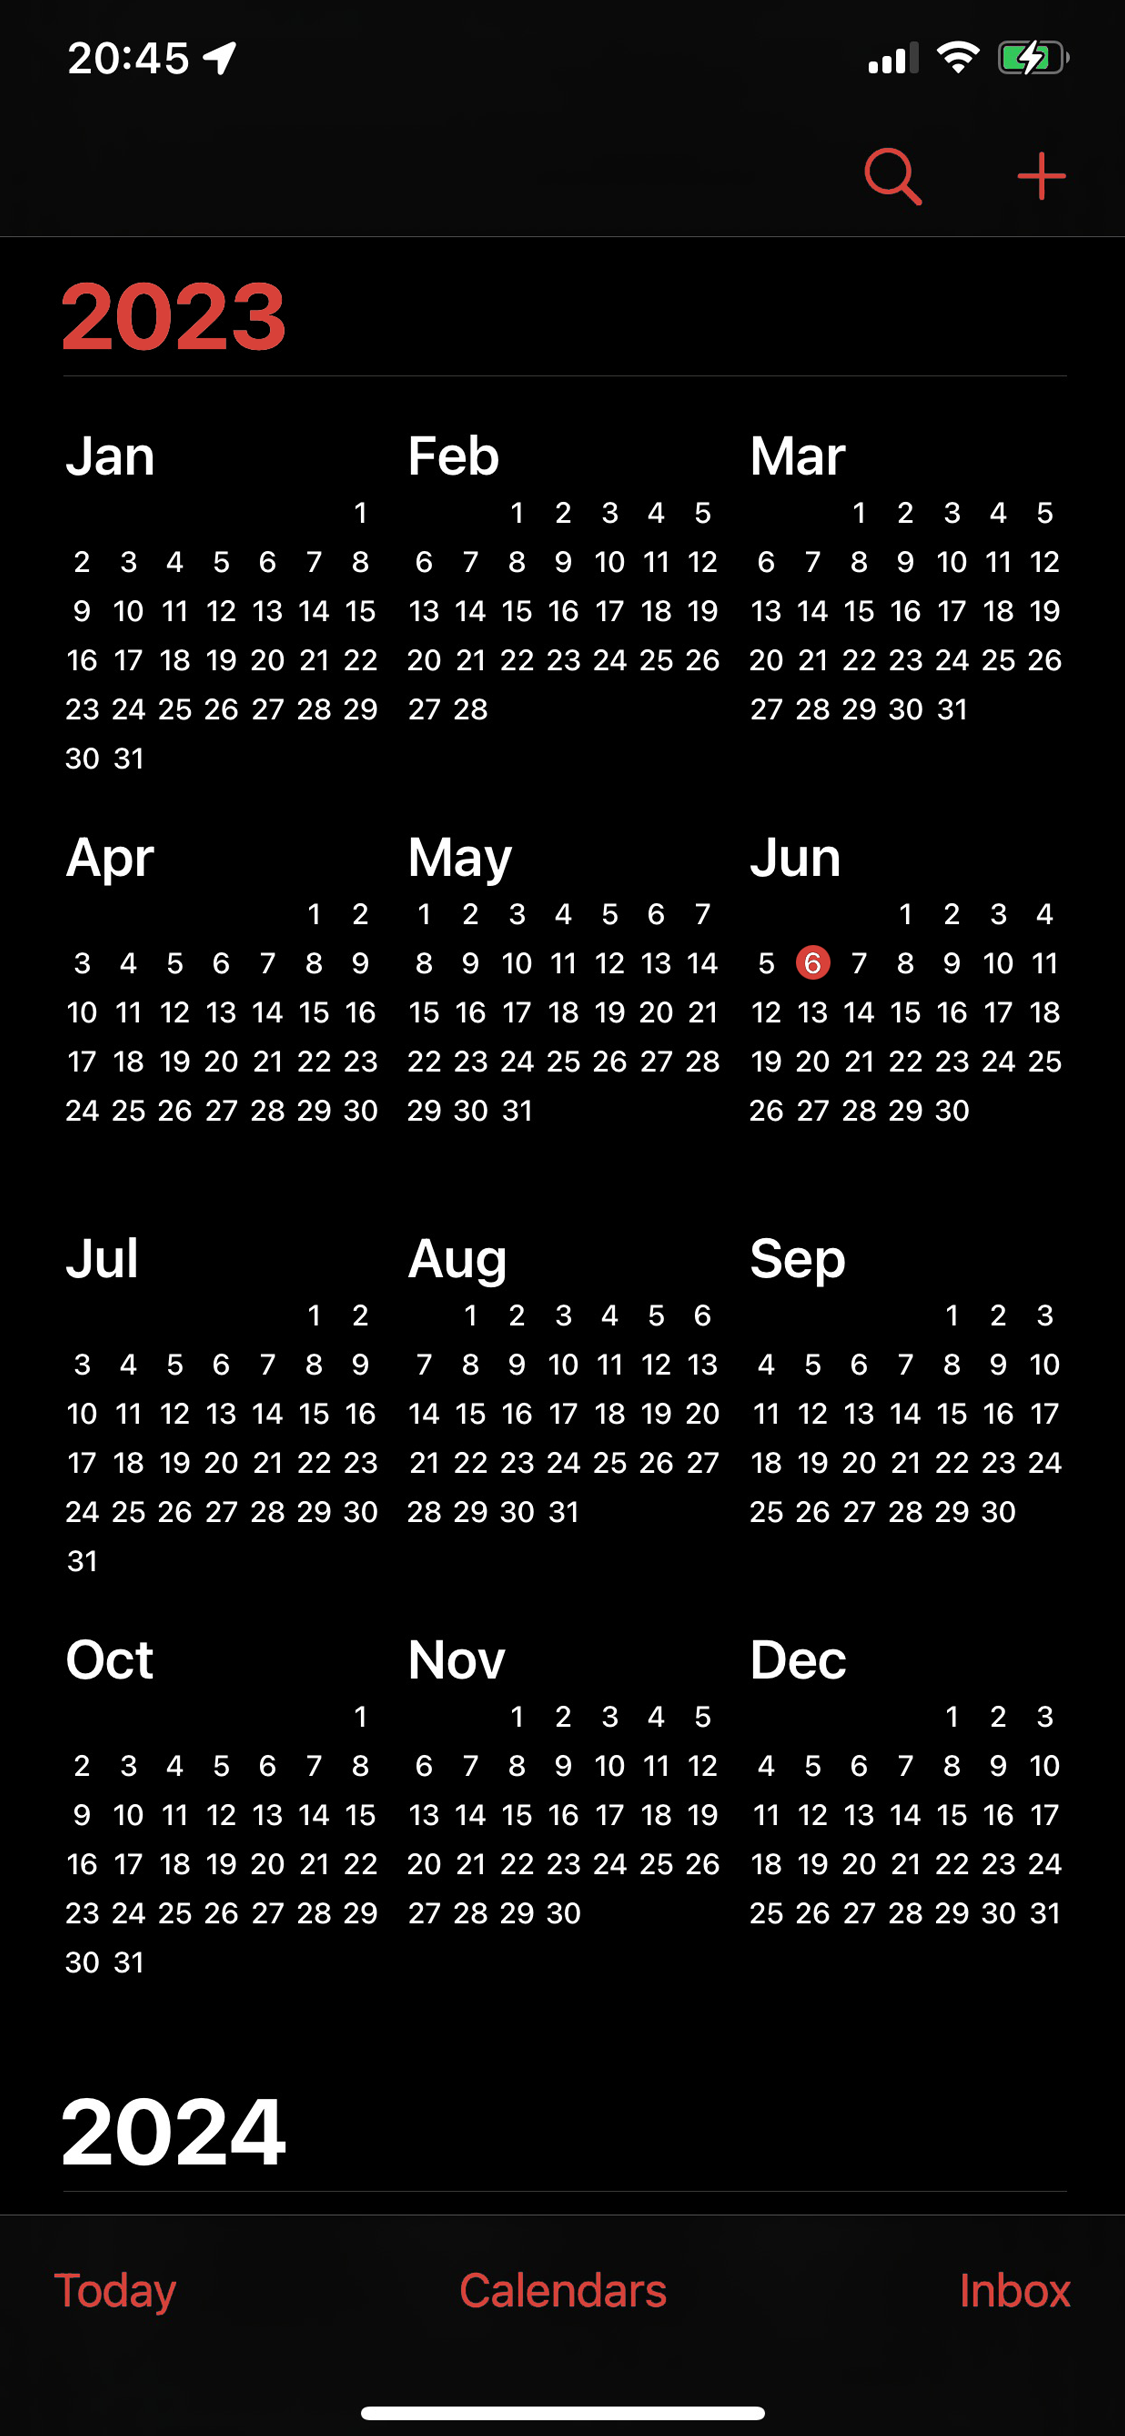 20:45
2023
Jan Feb Mar
1 1 2 3 4 5 1 2 3 4 5
2 3 4 5 6 7 8 6 7 8 9 10 11 12 6 7 8 9 10 11 12
9 10 11 12 13 14 15 13 14 15 16 17 18 19 13 14 15 16 17 18 19
16 17 18 19 20 21 22 20 21 22 23 24 25 26 20 21 22 23 24 25 26
23 24 25 26 27 28 29 27 28 27 28 29 30 31
30 31
Apr May Jun
1 2 1 2 3 4 5 6 7 1 2 3 4
3 4 5 6 7 8 9 8 9 10 11 12 13 14 5 6 7 8 9 10 11
10 11 12 13 14 15 16 15 16 17 18 19 20 21 12 13 14 15 16 17 18
17 18 19 20 21 22 23 22 23 24 25 26 27 28 19 20 21 22 23 24 25
24 25 26 27 28 29 30 29 30 31 26 27 28 29 30
Jul Aug Sep
1 2 1 2 3 4 5 6 1 2 3
3 4 5 6 7 8 9 7 8 9 10 11 12 13 4 5 6 7 8 9 10
10 11 12 13 14 15 16 14 15 16 17 18 19 20 11 12 13 14 15 16 17
17 18 19 20 21 22 23 21 22 23 24 25 26 27 18 19 20 21 22 23 24
24 25 26 27 28 29 30 28 29 30 31 25 26 27 28 29 30
31
Oct Nov Dec
1 1 2 3 4 5 1 2 3
2 3 4 5 6 7 8 6 7 8 9 10 11 12 4 5 6 7 8 9 10
9 10 11 12 13 14 15 13 14 15 16 17 18 19 11 12 13 14 15 16 17
16 17 18 19 20 21 22 20 21 22 23 24 25 26 18 19 20 21 22 23 24
23 24 25 26 27 28 29 27 28 29 30 25 26 27 28 29 30 31
30 31
2024
Today Calendars Inbox